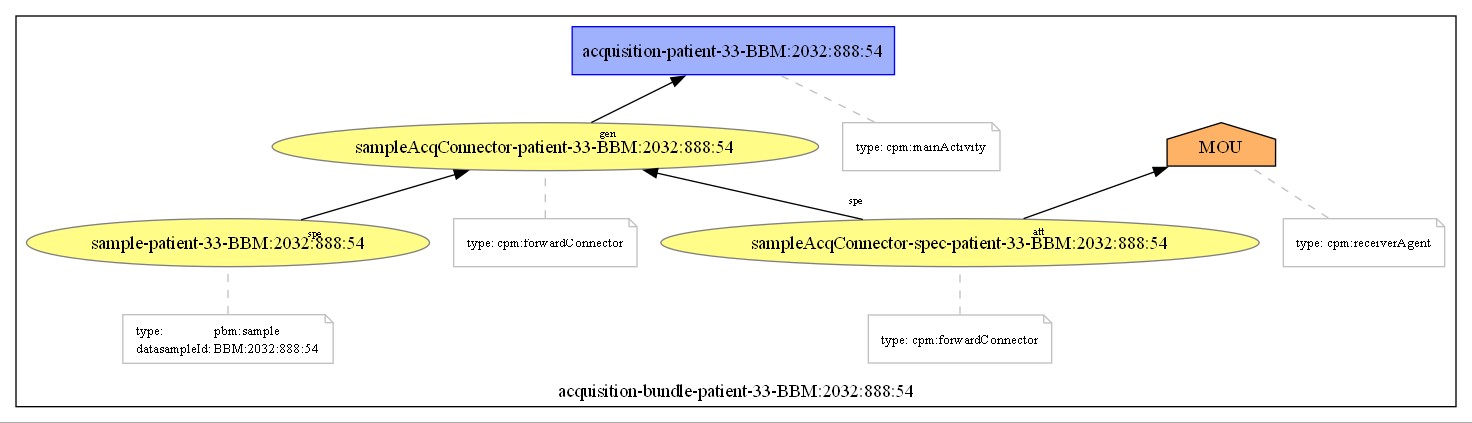 acquisition-patient-33-BBM:2032:888:54
gen
sampleAcqConnector-patient-33-BBM:2032:888:54
type: cpm:mainActivity
MOU
spe
spe
sample-patient-33-BBM:2032:888:54
type: cpm:forwardConnector
att
sampleAcqConnector-spec-patient-33-BBM:2032:888:54
type: cpm:receiverAgent
type: pbm:sample
datasampleId: BBM:2032:888:54
type: cpm:forwardConnector
acquisition-bundle-patient-33-BBM:2032:888:54